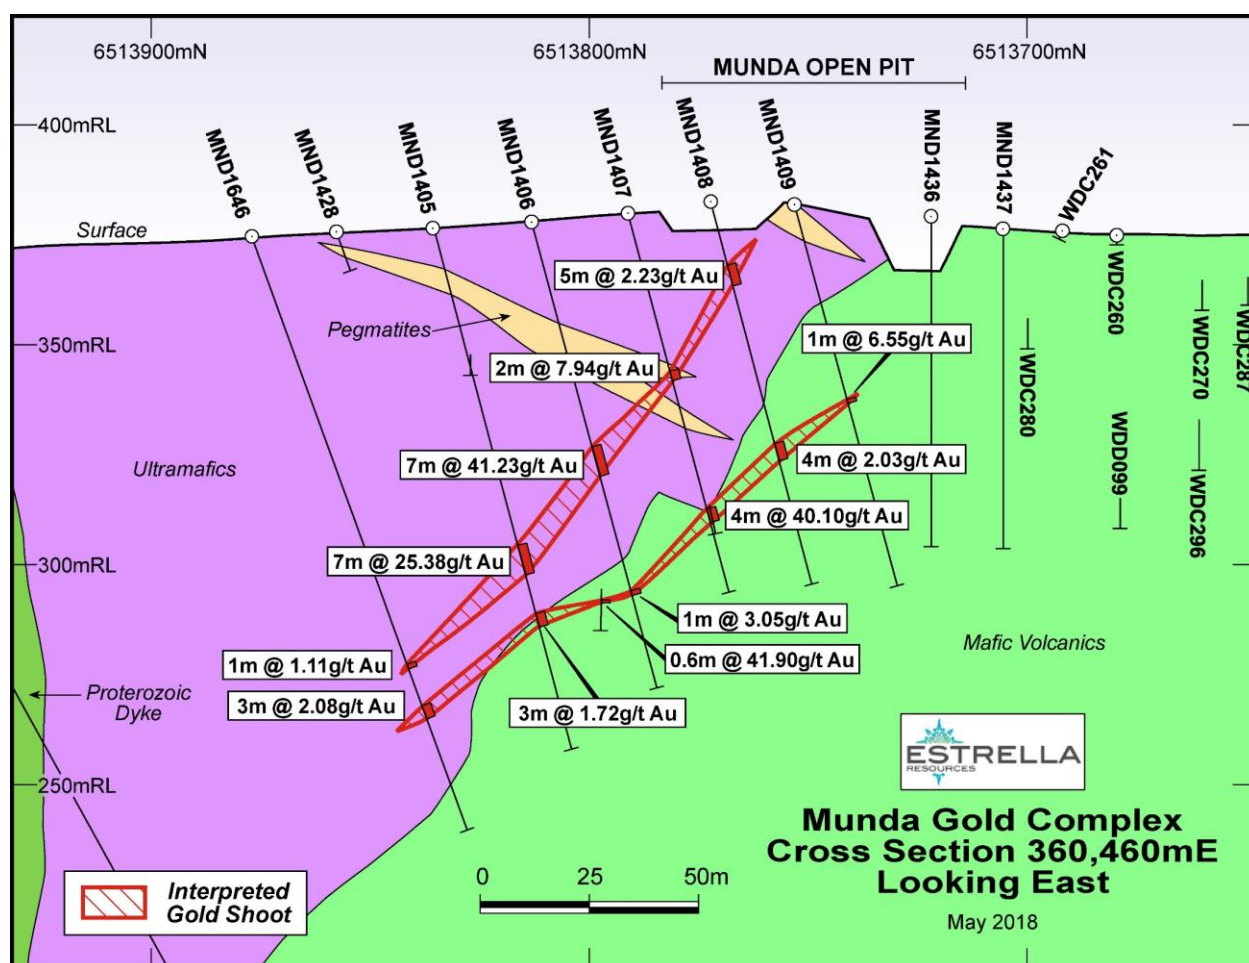 6513900mN
6513800mN
6513700mN
MUNDA OPEN PIT
400mRL
MND1646
MND1428
MND1405
MND1406
MND1407
MND1408
MND1409
MND1436
MND1437
WDC261
Surface
5m @ 2.23g/t Au
WDC260
WDC270
WDC287
Pegmatites
1m @ 6.55g/t Au
350mRL
2m @ 7.94g/t Au
WDC280
Ultramafics
7m @ 41.23g/t Au
4m @ 2.03g/t Au
WDD099
WDC296
4m @ 40.10g/t Au
300mRL
7m @ 25.38g/t Au
1m @ 3.05g/t Au
Mafic Volcanics
0.6m @ 41.90g/t Au
1m @ 1.11g/t Au
3m @ 2.08g/t Au
3m @ 1.72g/t Au
Proterozoic
Dyke
ESTRELLA
RESOURCES
250mRL
Munda Gold Complex
Cross Section 360,460mE
Looking East
May 2018
0 25 50m
Interpreted
Gold Shoot